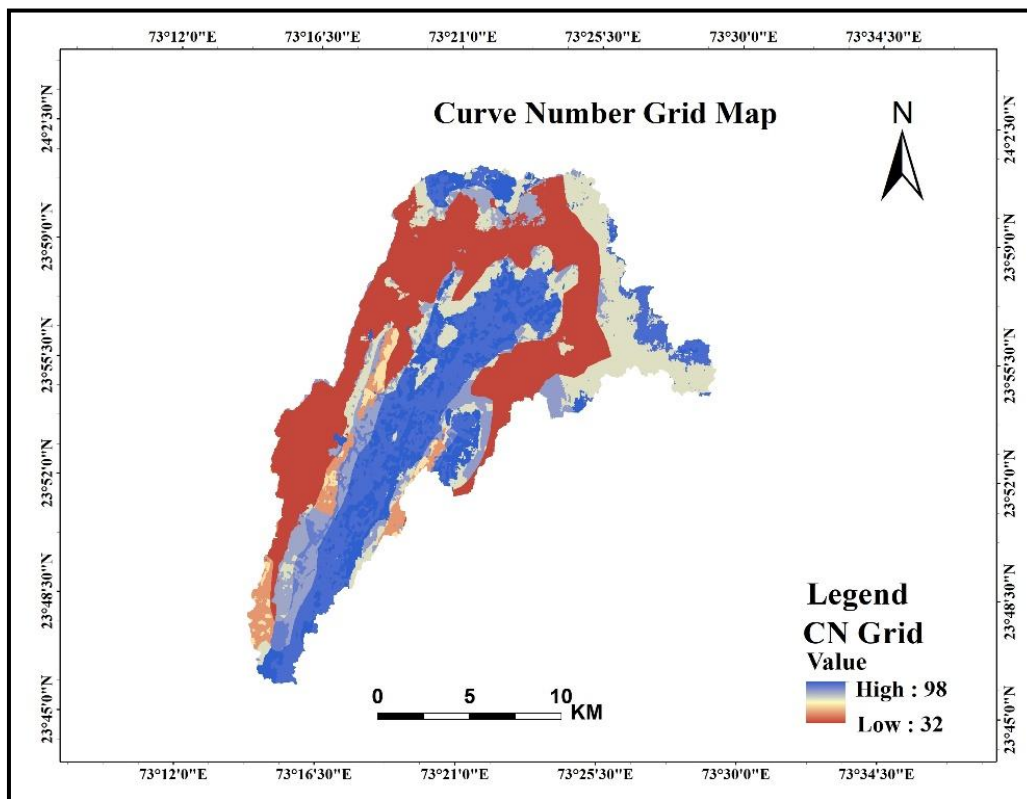 73°12'0"E 73°16'30"E 73°21'0"E 73°25'30"E 73°30'0"E 73°34'30"E
Curve Number Grid Map
N
24°2'30"N 24°2'30"N
23°59'0"N 23°59'0"N
23°55'30"N 23°55'30"N
23°52'0"N 23°52'0"N
23°48'30"N 23°48'30"N
23°45'0"N 23°45'0"N
Legend
CN Grid
Value
High : 98
Low : 32
0 5 10
KM
73°12'0"E 73°16'30"E 73°21'0"E 73°25'30"E 73°30'0"E 73°34'30"E